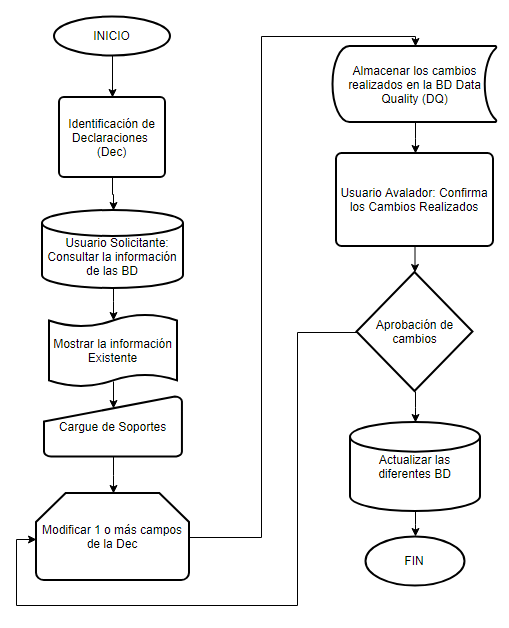 INICIO
Identificación de
Declaraciones
(Dec)
Usuario Solicitante:
Consultar la información
de las BD
Mostrar la información
Existente
Cargue de Soportes
Modificar 1 o más campos
de la Dec
Almacenar los cambios
realizados en la BD Data
Quality (DQ)
Usuario Avalador: Confirma
los Cambios Realizados
Aprobación de
cambios
Actualizar las
diferentes BD
FIN